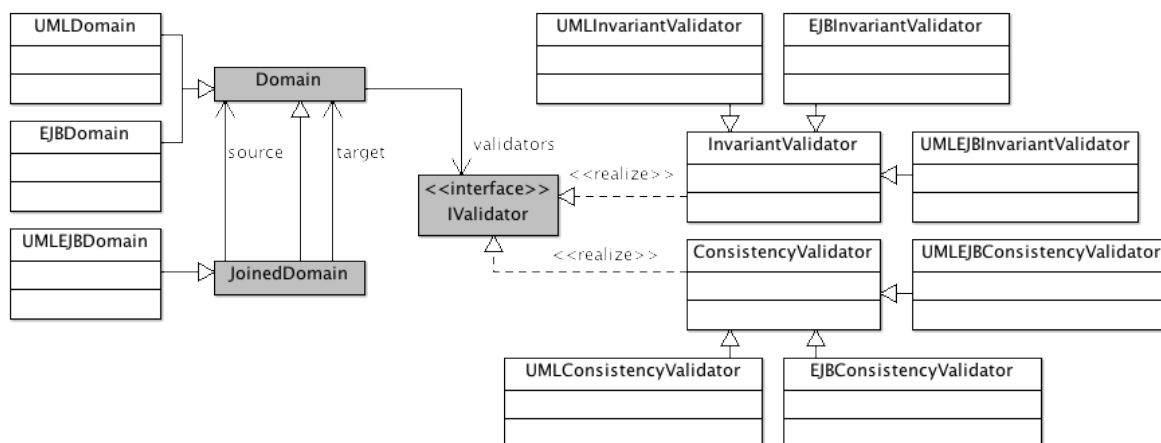 UMLDomain
UMLInvariantValidator
EJBInvariantValidator
Domain
EJBDomain
source
target
validators
InvariantValidator
UMLEJBInvariantValidator
<<realize>>
<<interface>>
IValidator
UMLEJBDomain
JoinedDomain
<<realize>>
ConsistencyValidator
UMLEJBConsistencyValidator
UMLConsistencyValidator
EJBConsistencyValidator